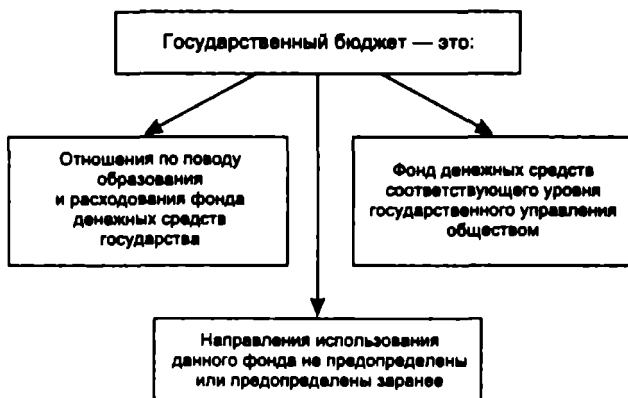 Государственный бюджет — это:
Отношения по поводу
образования
и расходования фонда
денежных средств
государства
Фонд денежных средств
соответствующего уровня
государственного управления
обществом
Направления использования
данного фонда не предопределены
или предопределены заранее